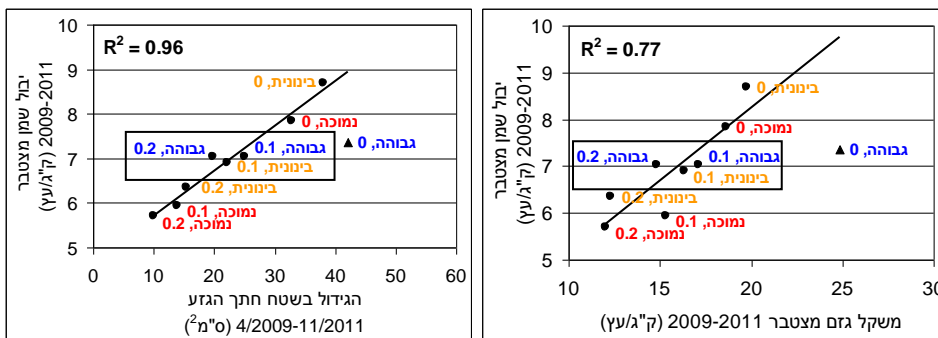 R² = 0.96
יבול שמן מצטבר
2009-2011 (ק"ג/עץ)
10
9
8
7
6
5
בינונית, 0
נמוכה, 0
גבוהה, 0
גבוהה, 0.2
גבוהה, 0.1
בינונית, 0.1
בינונית, 0.2
נמוכה, 0.1
נמוכה, 0.2
0 10 20 30 40 50 60
הגידול בשטח חתך הגזע
4/2009-11/2011 (ס"מ²)
R² = 0.77
יבול שמן מצטבר
2009-2011 (ק"ג/עץ)
10
9
8
7
6
5
בינונית, 0
נמוכה, 0
גבוהה, 0
גבוהה, 0.2
גבוהה, 0.1
בינונית, 0.1
בינונית, 0.2
נמוכה, 0.1
נמוכה, 0.2
10 15 20 25 30
משקל גזם מצטבר 2009-2011 (ק"ג/עץ)